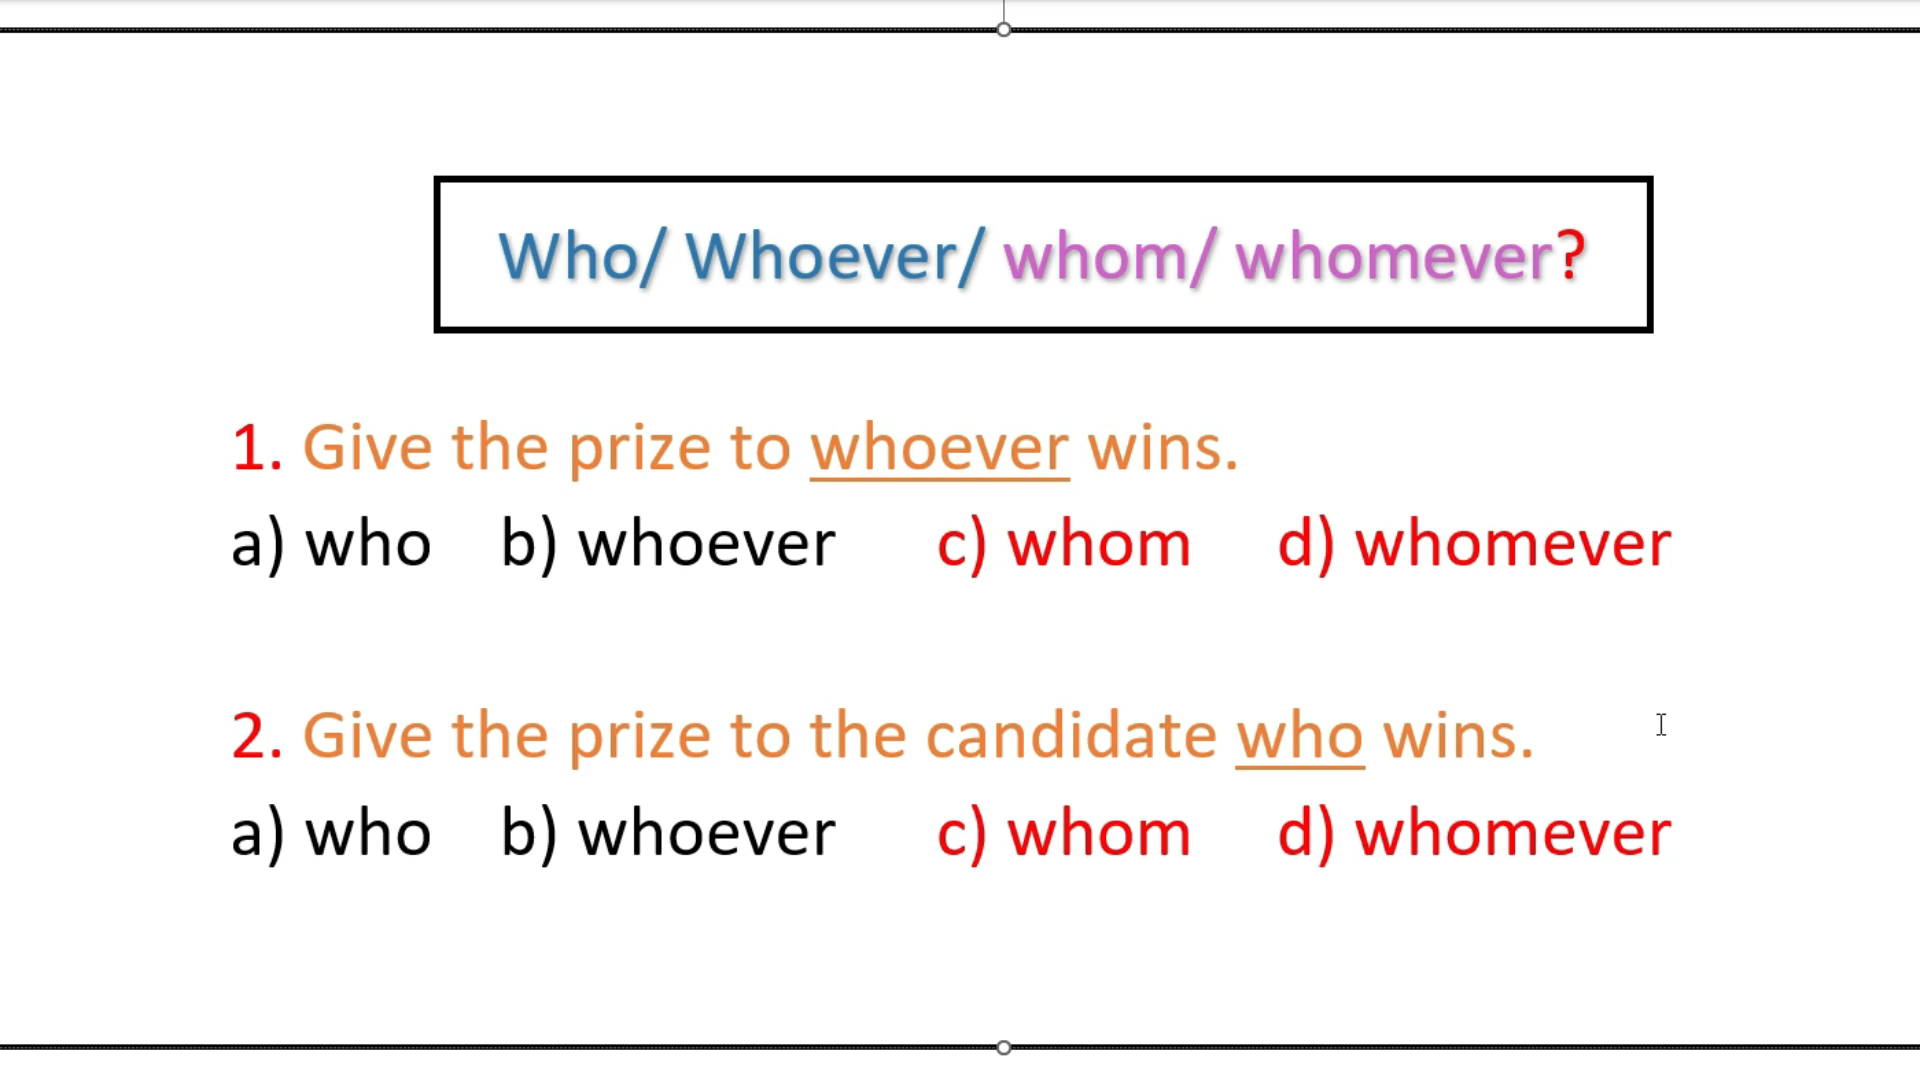 Who/ Whoever/ whom/ whomever?
1. Give the prize to whoever wins.
a) who b) whoever c) whom d) whomever
2. Give the prize to the candidate who wins.
a) who b) whoever c) whom d) whomever